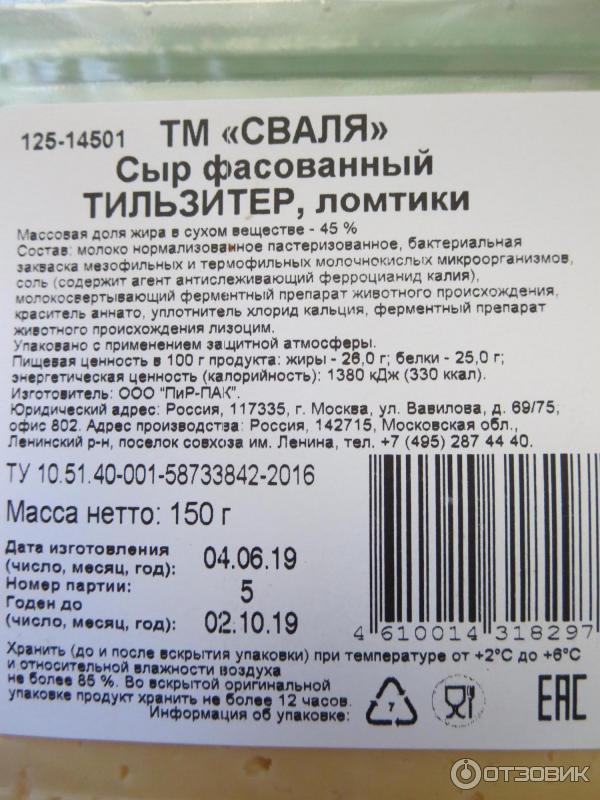 125-14501 ТМ «СВАЛЯ»
Сыр фасованный
ТИЛЬЗИТЕР, ломтики
Массовая доля жира в сухом веществе - 45 %
Состав: молоко нормализованное пастеризованное, бактериальная
закваска мезофильных и термофильных молочнокислых микроорганизмов,
соль (содержит агент антислеживающий ферроцианид калия),
молокосвертывающий ферментный препарат животного происхождения,
краситель аннато, уплотнитель хлорид кальция, ферментный препарат
животного происхождения лизоцим.
Упаковано с применением защитной атмосферы.
Пищевая ценность в 100 г продукта: жиры - 26,0 г; белки - 25,0 г;
энергетическая ценность (калорийность): 1380 кДж (330 ккал).
Изготовитель: ООО "ПиР-ПАК".
Юридический адрес: Россия, 117335, г. Москва, ул. Вавилова, д. 69/75,
офис 802. Адрес производства: Россия, 142715, Московская обл.,
Ленинский р-н, поселок совхоза им. Ленина, тел. +7 (495) 287 44 40.
ТУ 10.51.40-001-58733842-2016
Масса нетто: 150 г
Дата изготовления
(число, месяц, год): 04.06.19
Номер партии: 5
Годен до
(число, месяц, год): 02.10.19
4 610014 318297
Хранить (до и после вскрытия упаковки) при температуре от +2°С до +6°С
и относительной влажности воздуха
не более 85 %. Во вскрытой оригинальной
упаковке продукт хранить не более 12 часов.
Информация об упаковке:
7
EAC
ОТЗОВИК